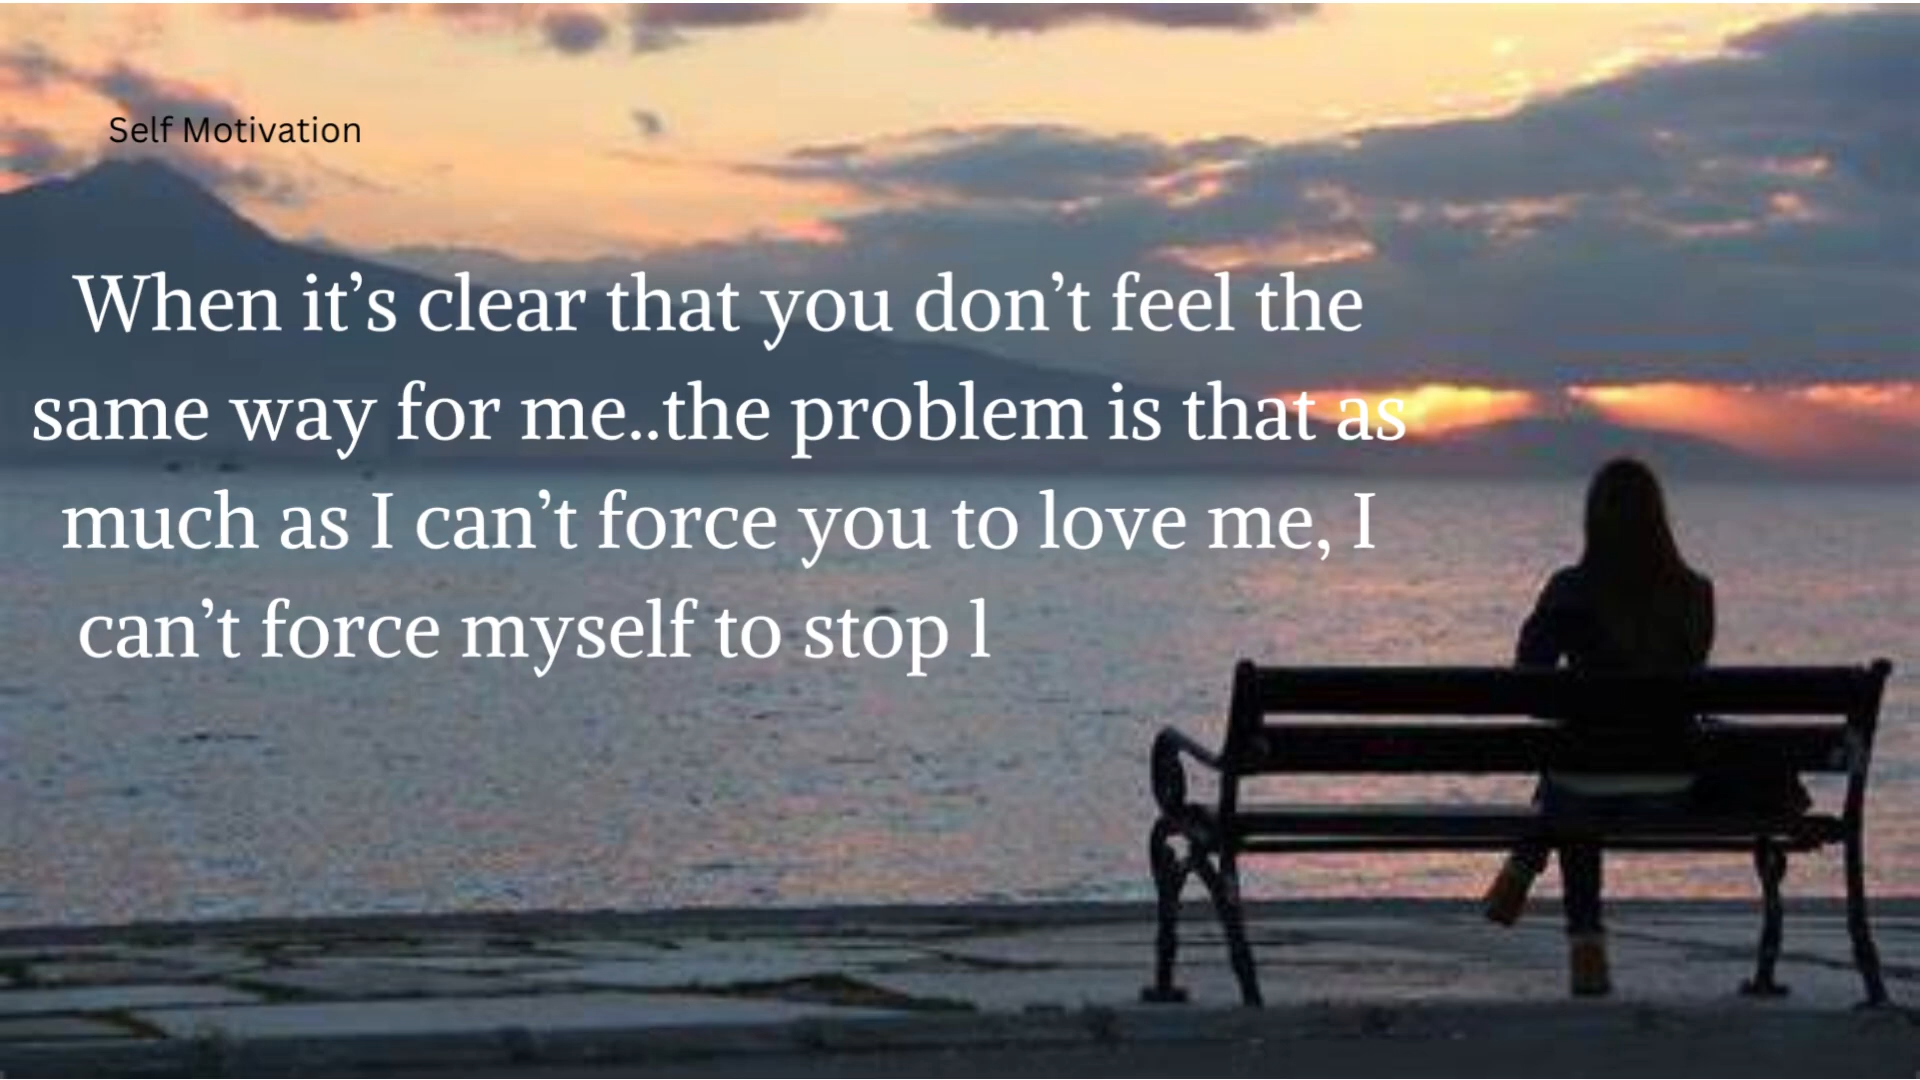 Self Motivation
When it’s clear that you don’t feel the
same way for me..the problem is that as
much as I can’t force you to love me, I
can’t force myself to stop l